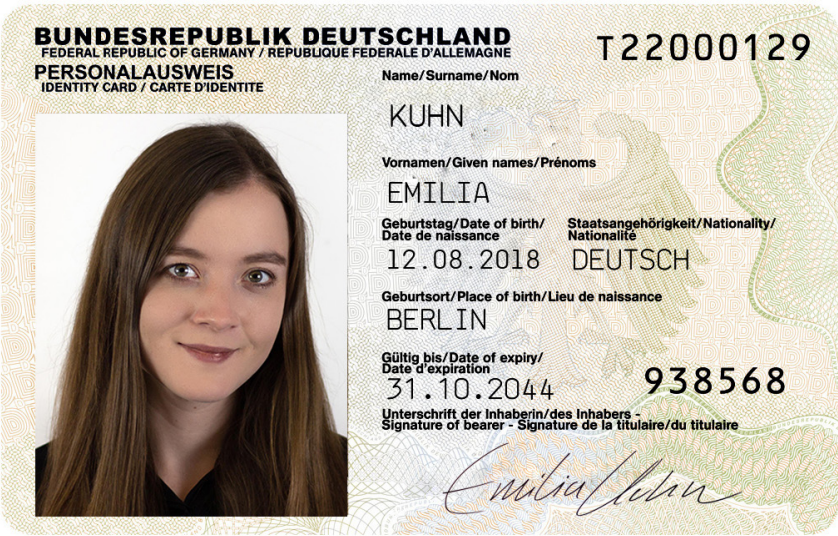 BUNDESREPUBLIK DEUTSCHLAND
FEDERAL REPUBLIC OF GERMANY / REPUBLIQUE FEDERALE D'ALLEMAGNE
PERSONALAUSWEIS
IDENTITY CARD / CARTE D'IDENTITE
T22000129
Name/Surname/Nom
KUHN
Vornamen/Given names/Prénoms
EMILIA
Geburtstag/Date of birth/
Date de naissance
12.08.2018
Staatsangehörigkeit/Nationality/
Nationalité
DEUTSCH
Geburtsort/Place of birth/Lieu de naissance
BERLIN
Gültig bis/Date of expiry/
Date d'expiration
31.10.2044
938568
Unterschrift der Inhaberin/des Inhabers -
Signature of bearer - Signature de la titulaire/du titulaire
Emilia Kuhn